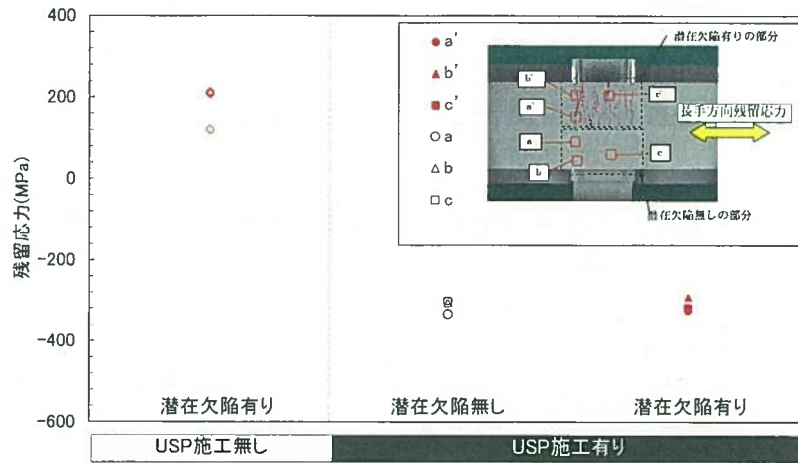 400
200
0
-200
-400
-600
残留応力(MPa)
a'
b'
c'
a
b
c
潜在欠陥有りの部分
b'
a'
c'
a
b
c
長手方向残留応力
潜在欠陥無しの部分
潜在欠陥有り
潜在欠陥無し
潜在欠陥有り
USP施工無し
USP施工有り